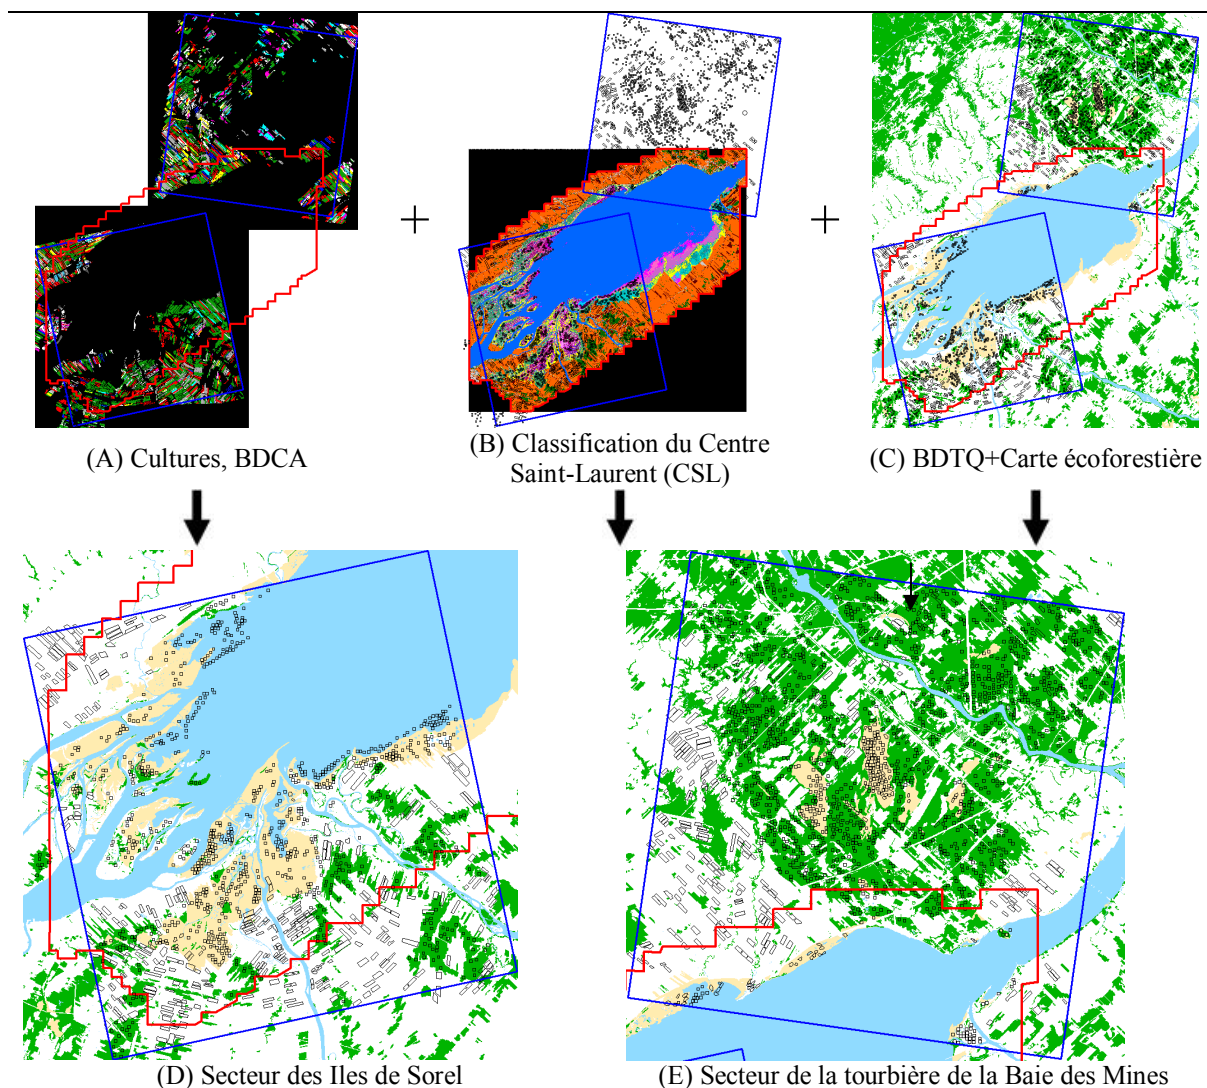 +
+
(A) Cultures, BDCA
(B) Classification du Centre
Saint-Laurent (CSL)
(C) BDTQ+Carte écoforestière
(D) Secteur des Iles de Sorel
(E) Secteur de la tourbière de la Baie des Mines